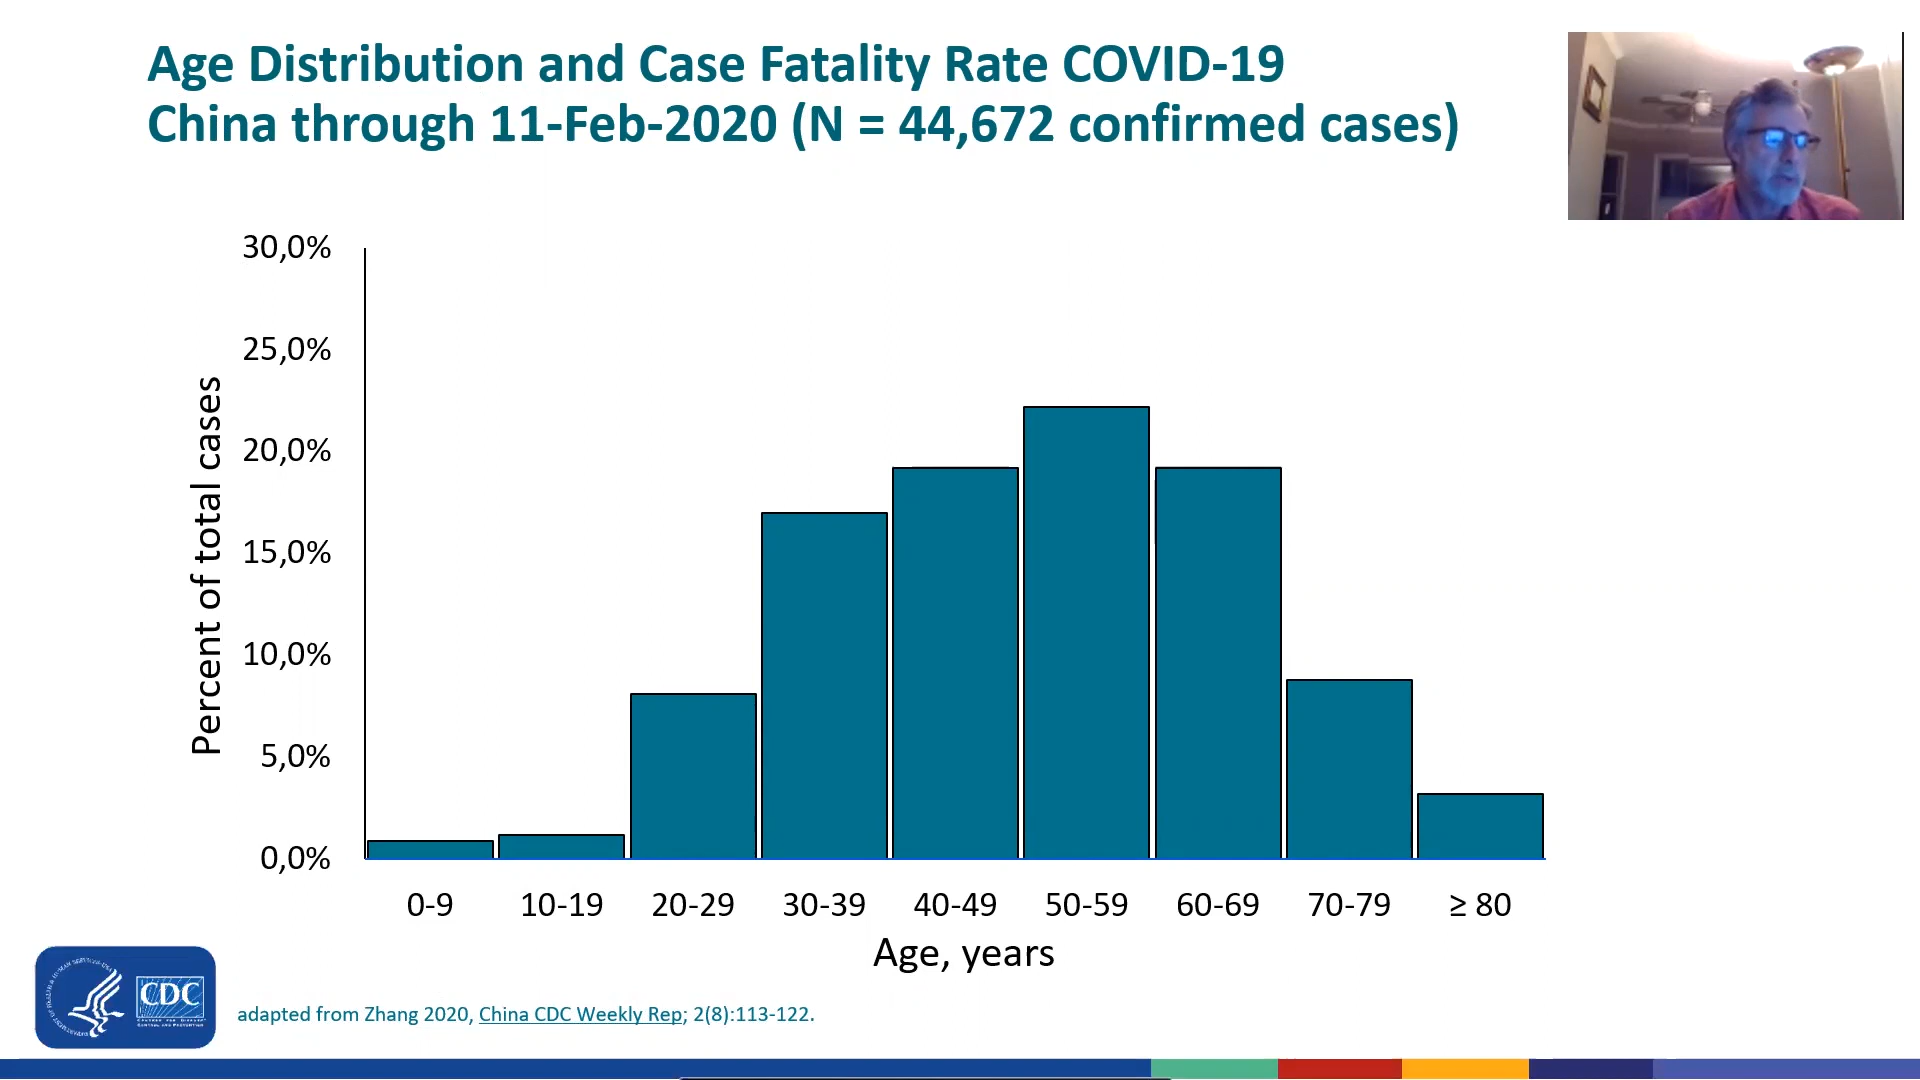 Age Distribution and Case Fatality Rate COVID-19
China through 11-Feb-2020 (N = 44,672 confirmed cases)
30,0%
25,0%
20,0%
15,0%
10,0%
5,0%
0,0%
Percent of total cases
0-9 10-19 20-29 30-39 40-49 50-59 60-69 70-79 ≥ 80
Age, years
CDC
adapted from Zhang 2020, China CDC Weekly Rep; 2(8):113-122.